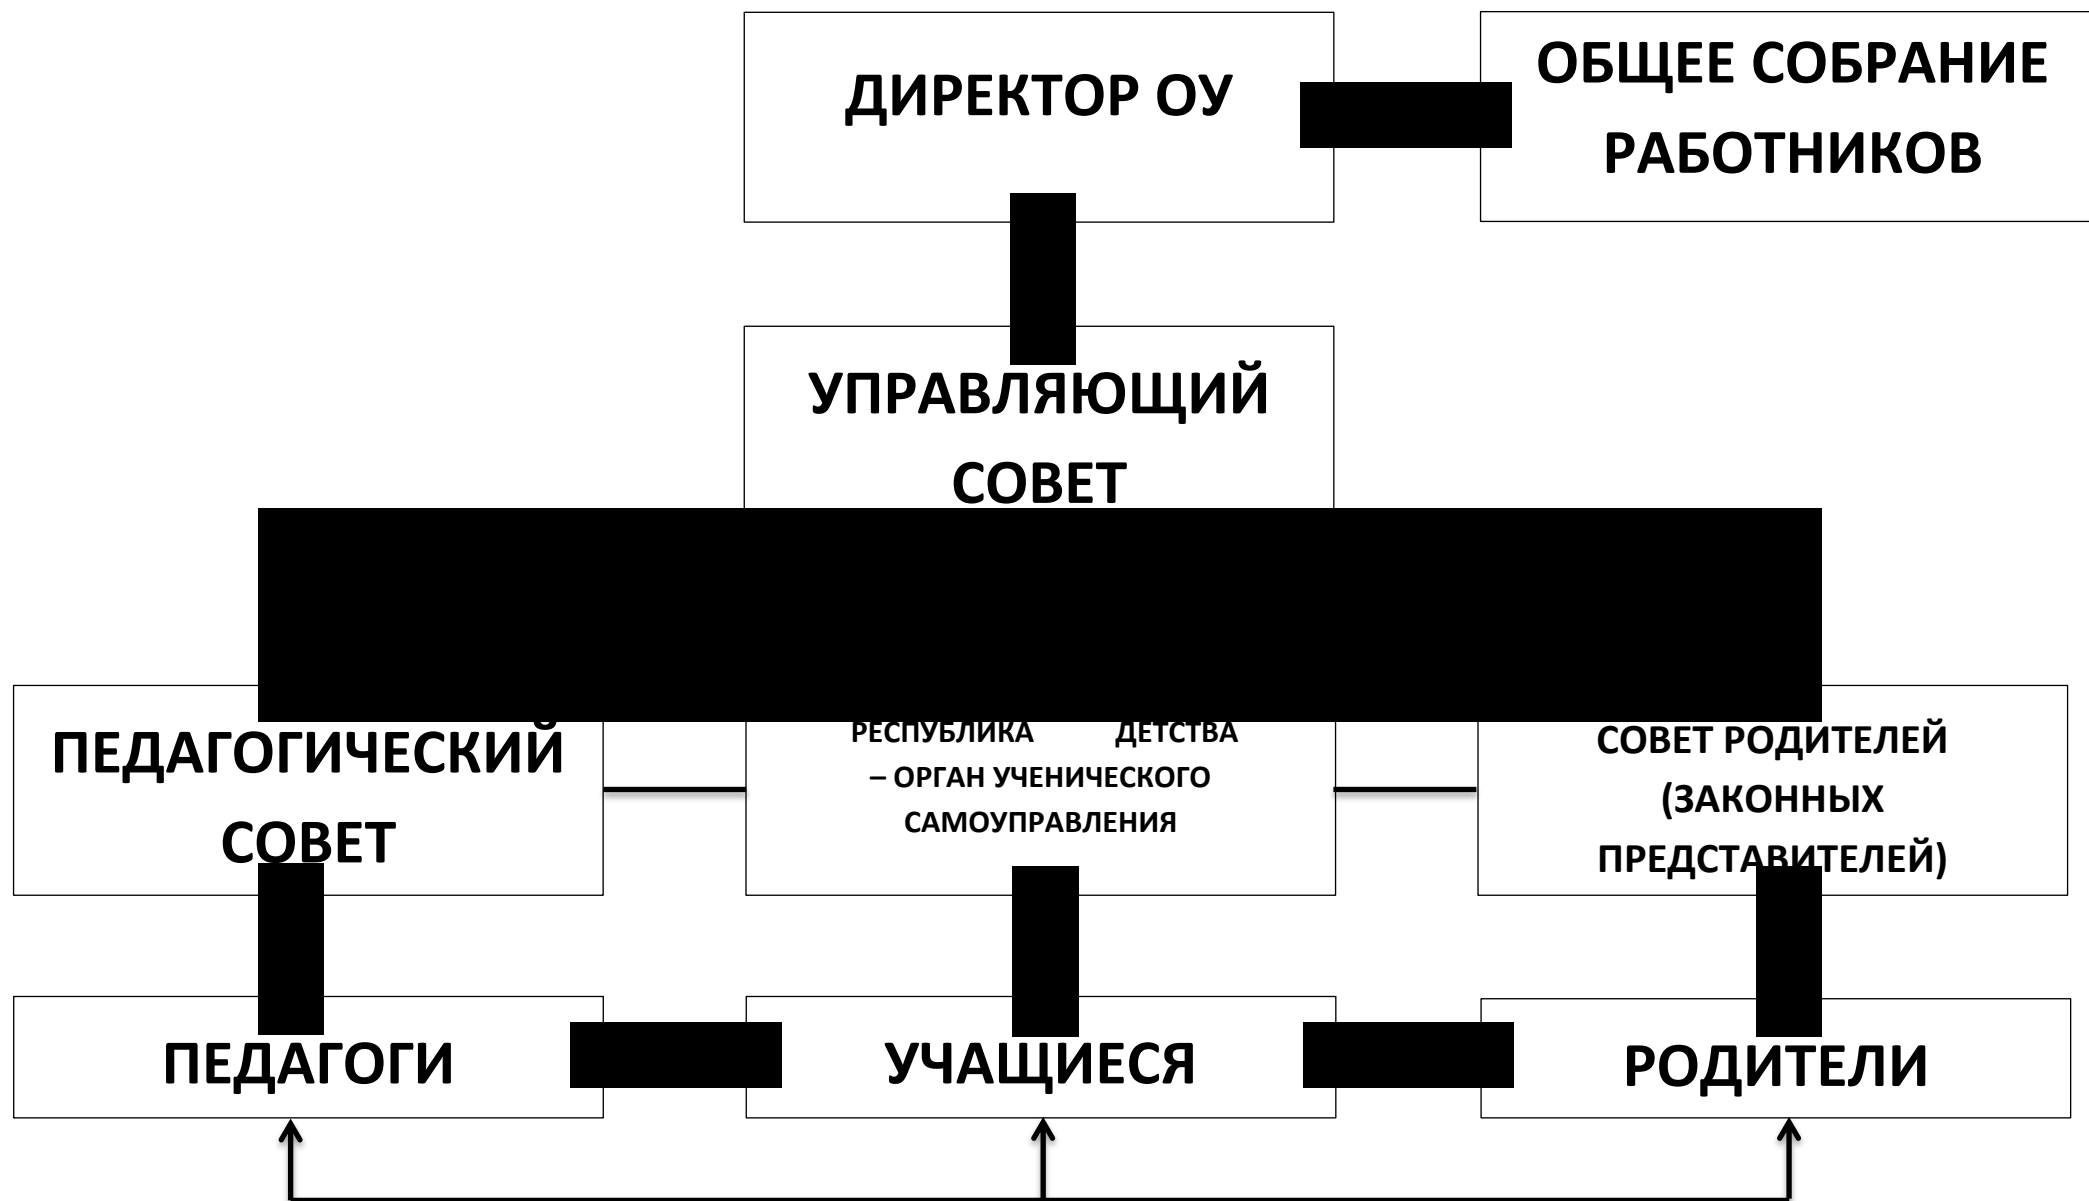 ДИРЕКТОР ОУ
ОБЩЕЕ СОБРАНИЕ
РАБОТНИКОВ
УПРАВЛЯЮЩИЙ
СОВЕТ
ПЕДАГОГИЧЕСКИЙ
СОВЕТ
РЕСПУБЛИКА ДЕТСТВА
– ОРГАН УЧЕНИЧЕСКОГО
САМОУПРАВЛЕНИЯ
СОВЕТ РОДИТЕЛЕЙ
(ЗАКОННЫХ
ПРЕДСТАВИТЕЛЕЙ)
ПЕДАГОГИ
УЧАЩИЕСЯ
РОДИТЕЛИ